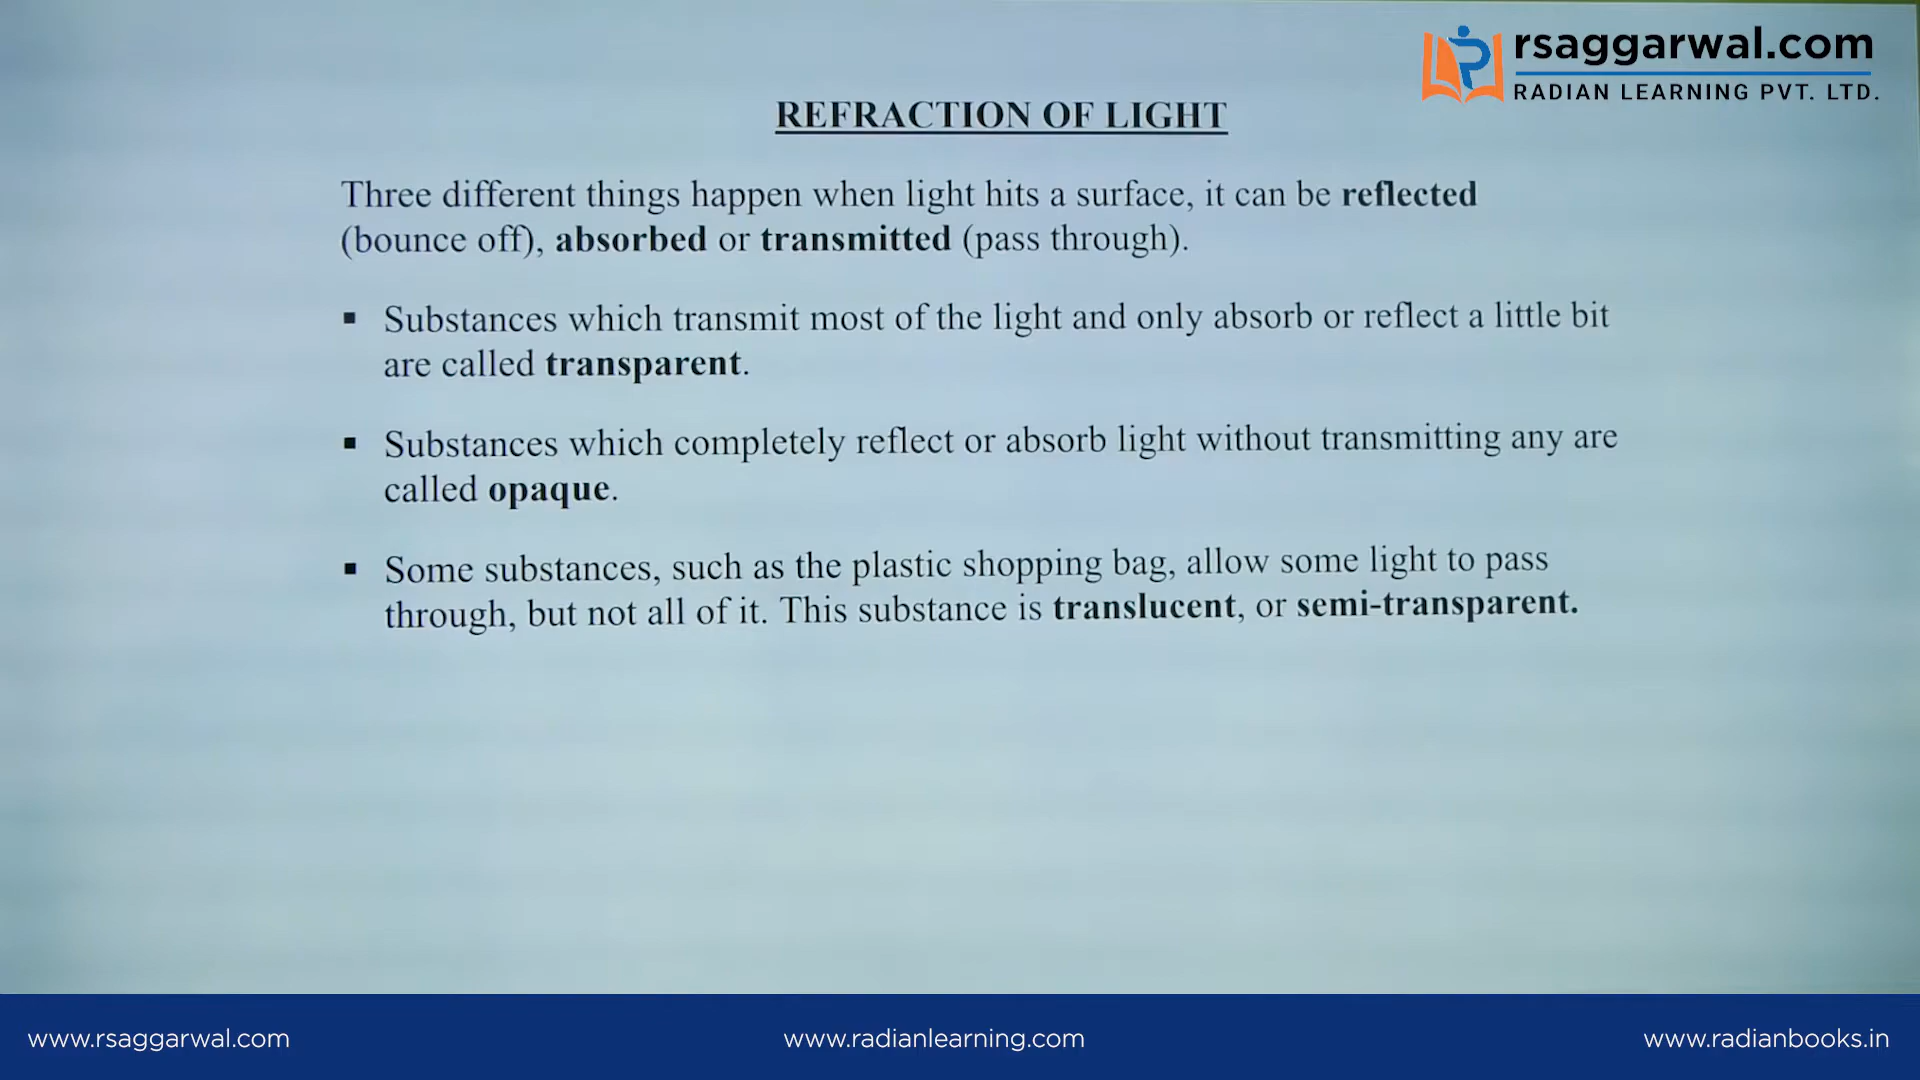 rsaggarwal.com
RADIAN LEARNING PVT. LTD.
REFRACTION OF LIGHT
Three different things happen when light hits a surface, it can be reflected
(bounce off), absorbed or transmitted (pass through).
▪ Substances which transmit most of the light and only absorb or reflect a little bit
are called transparent.
▪ Substances which completely reflect or absorb light without transmitting any are
called opaque.
▪ Some substances, such as the plastic shopping bag, allow some light to pass
through, but not all of it. This substance is translucent, or semi-transparent.
www.rsaggarwal.com
www.radianlearning.com
www.radianbooks.in